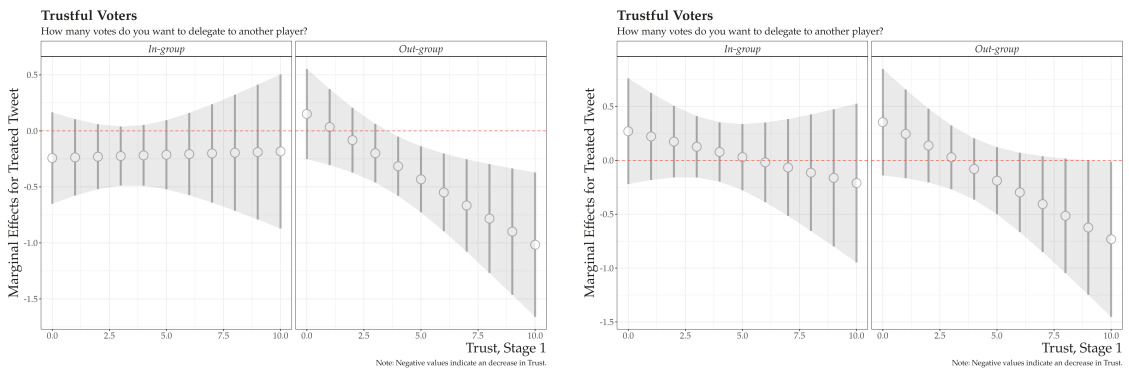 Trustful Voters
How many votes do you want to delegate to another player?
In-group
Out-group
Marginal Effects for Treated Tweet
0.5
0.0
-0.5
-1.0
-1.5
0.0 2.5 5.0 7.5 10.0
0.0 2.5 5.0 7.5 10.0
Trust, Stage 1
Note: Negative values indicate an decrease in Trust.
Trustful Voters
How many votes do you want to delegate to another player?
In-group
Out-group
Marginal Effects for Treated Tweet
0.5
0.0
-0.5
-1.0
-1.5
0.0 2.5 5.0 7.5 10.0
0.0 2.5 5.0 7.5 10.0
Trust, Stage 1
Note: Negative values indicate an decrease in Trust.